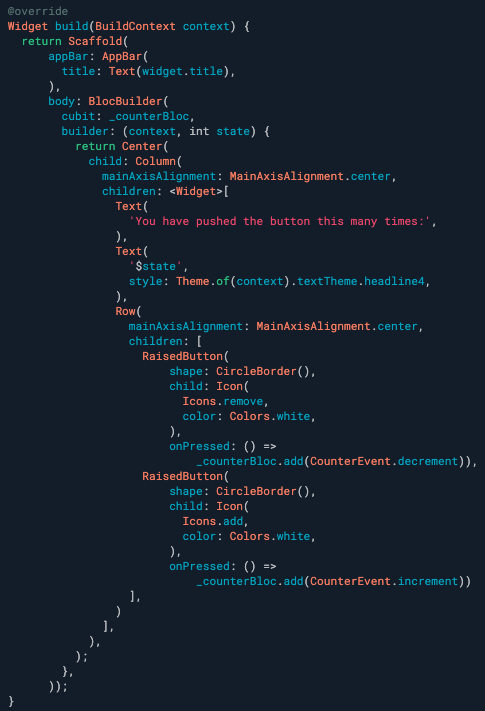 @override
Widget build(BuildContext context) {
  return Scaffold(
      appBar: AppBar(
        title: Text(widget.title),
      ),
      body: BlocBuilder(
        cubit: _counterBloc,
        builder: (context, int state) {
          return Center(
            child: Column(
              mainAxisAlignment: MainAxisAlignment.center,
              children: <Widget>[
                Text(
                  'You have pushed the button this many times:',
                ),
                Text(
                  '$state',
                  style: Theme.of(context).textTheme.headline4,
                ),
                Row(
                  mainAxisAlignment: MainAxisAlignment.center,
                  children: [
                    RaisedButton(
                        shape: CircleBorder(),
                        child: Icon(
                          Icons.remove,
                          color: Colors.white,
                        ),
                        onPressed: () =>
                            _counterBloc.add(CounterEvent.decrement)),
                    RaisedButton(
                        shape: CircleBorder(),
                        child: Icon(
                          Icons.add,
                          color: Colors.white,
                        ),
                        onPressed: () =>
                            _counterBloc.add(CounterEvent.increment))
                  ],
                )
              ],
            ),
          );
        },
      ));
}